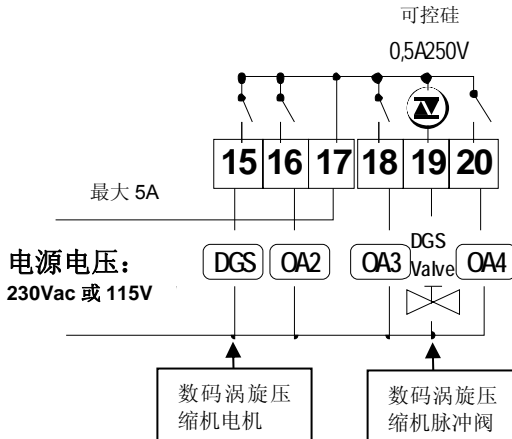 可控硅
0,5A250V
15 16 17 18 19 20
最大 5A
电源电压：
230Vac 或 115V
DGS OA2 OA3 DGS Valve OA4
数码涡旋压
缩机电机
数码涡旋压
缩机脉冲阀